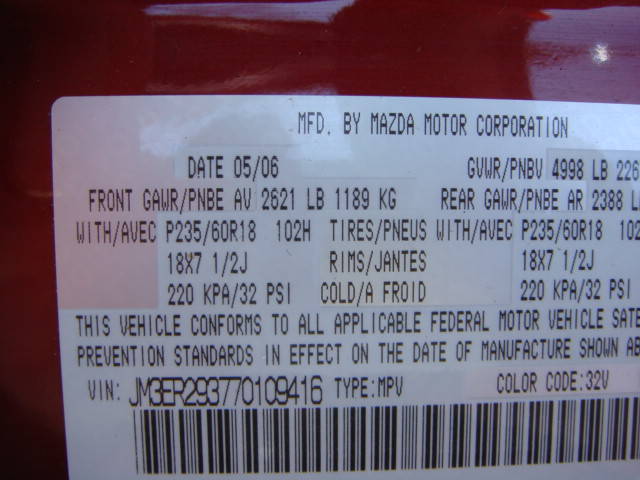 MFD. BY MAZDA MOTOR CORPORATION
DATE 05/06 GVWR/PNBV 4998 LB 226
FRONT GAWR/PNBE AV 2621 LB 1189 KG REAR GAWR/PNBE AR 2388 L
WITH/AVEC P235/60R18 102H TIRES/PNEUS WITH/AVEC P235/60R18 102
18X7 1/2J RIMS/JANTES 18X7 1/2J
220 KPA/32 PSI COLD/A FROID 220 KPA/32 PSI
THIS VEHICLE CONFORMS TO ALL APPLICABLE FEDERAL MOTOR VEHICLE SAFE
PREVENTION STANDARDS IN EFFECT ON THE DATE OF MANUFACTURE SHOWN AB
VIN: JM3ER293770109416 TYPE:MPV COLOR CODE:32V